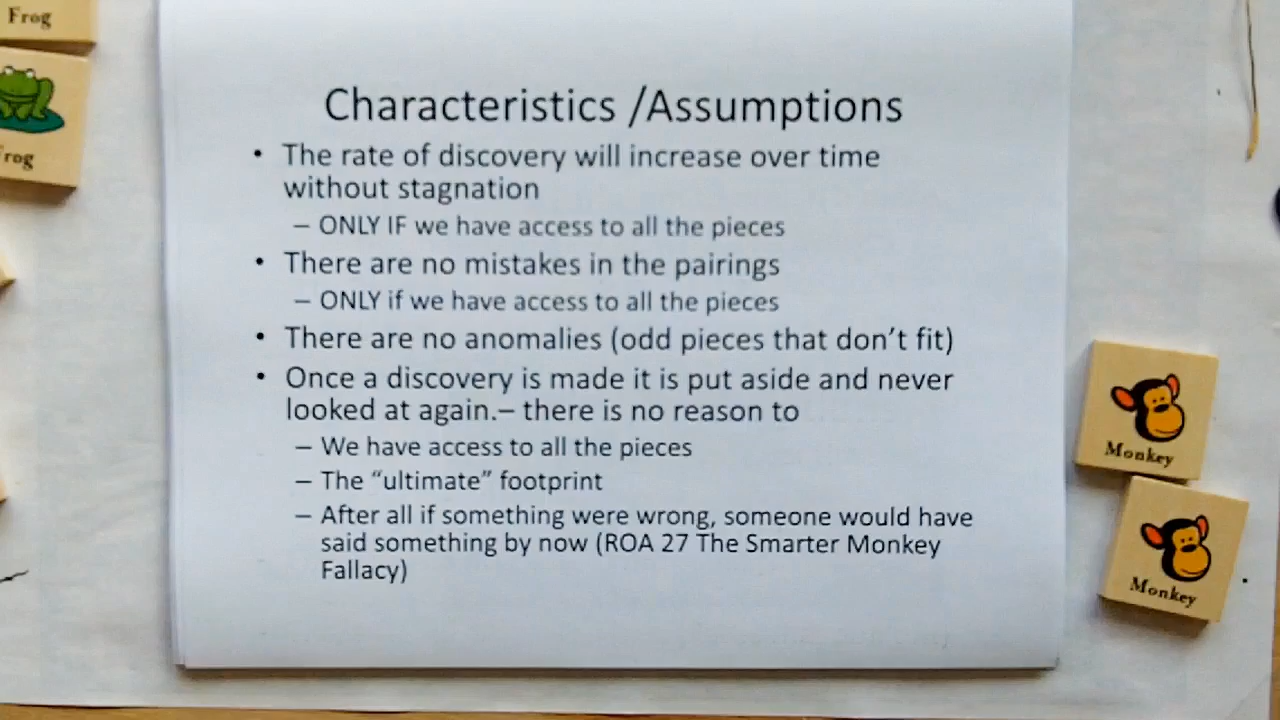 Frog
Frog
Characteristics /Assumptions
• The rate of discovery will increase over time
without stagnation
– ONLY IF we have access to all the pieces
• There are no mistakes in the pairings
– ONLY if we have access to all the pieces
• There are no anomalies (odd pieces that don’t fit)
• Once a discovery is made it is put aside and never
looked at again.– there is no reason to
– We have access to all the pieces
– The “ultimate” footprint
– After all if something were wrong, someone would have
said something by now (ROA 27 The Smarter Monkey
Fallacy)
Monkey
Monkey